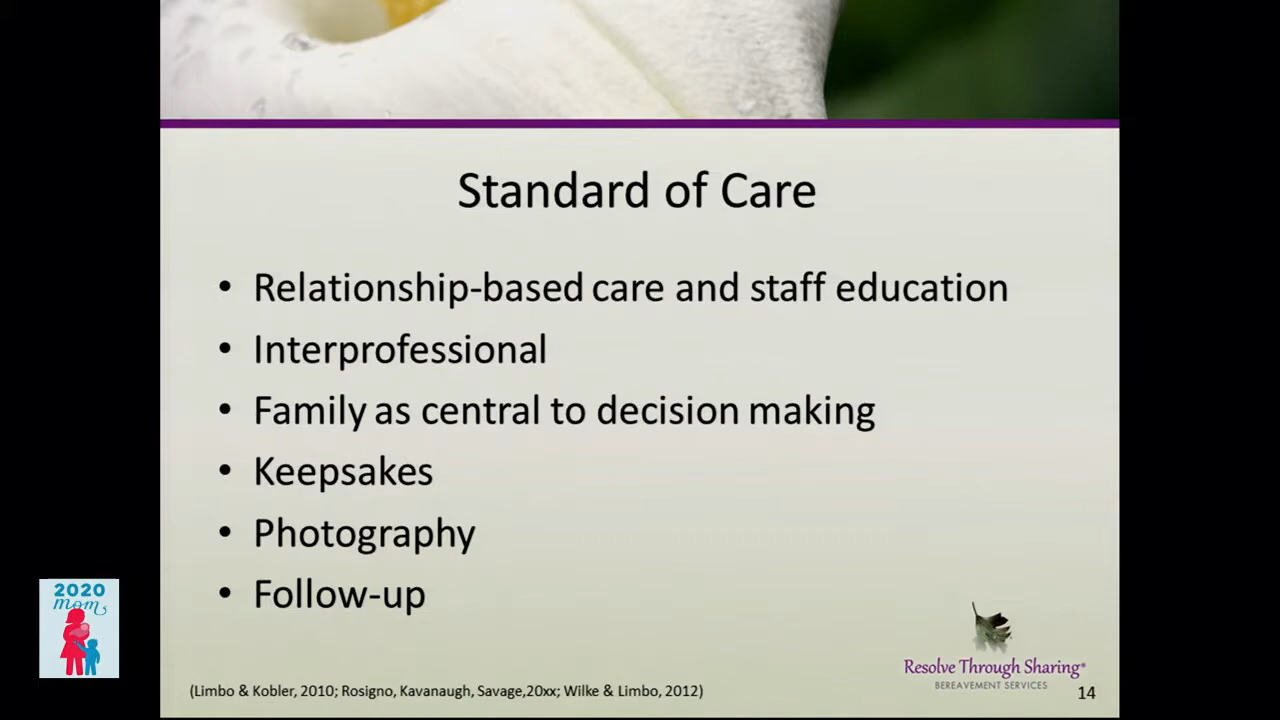 Standard of Care
• Relationship-based care and staff education
• Interprofessional
• Family as central to decision making
• Keepsakes
• Photography
• Follow-up
2020
mom
Resolve Through Sharing®
BEREAVEMENT SERVICES
(Limbo & Kobler, 2010; Rosigno, Kavanaugh, Savage,20xx; Wilke & Limbo, 2012)
14